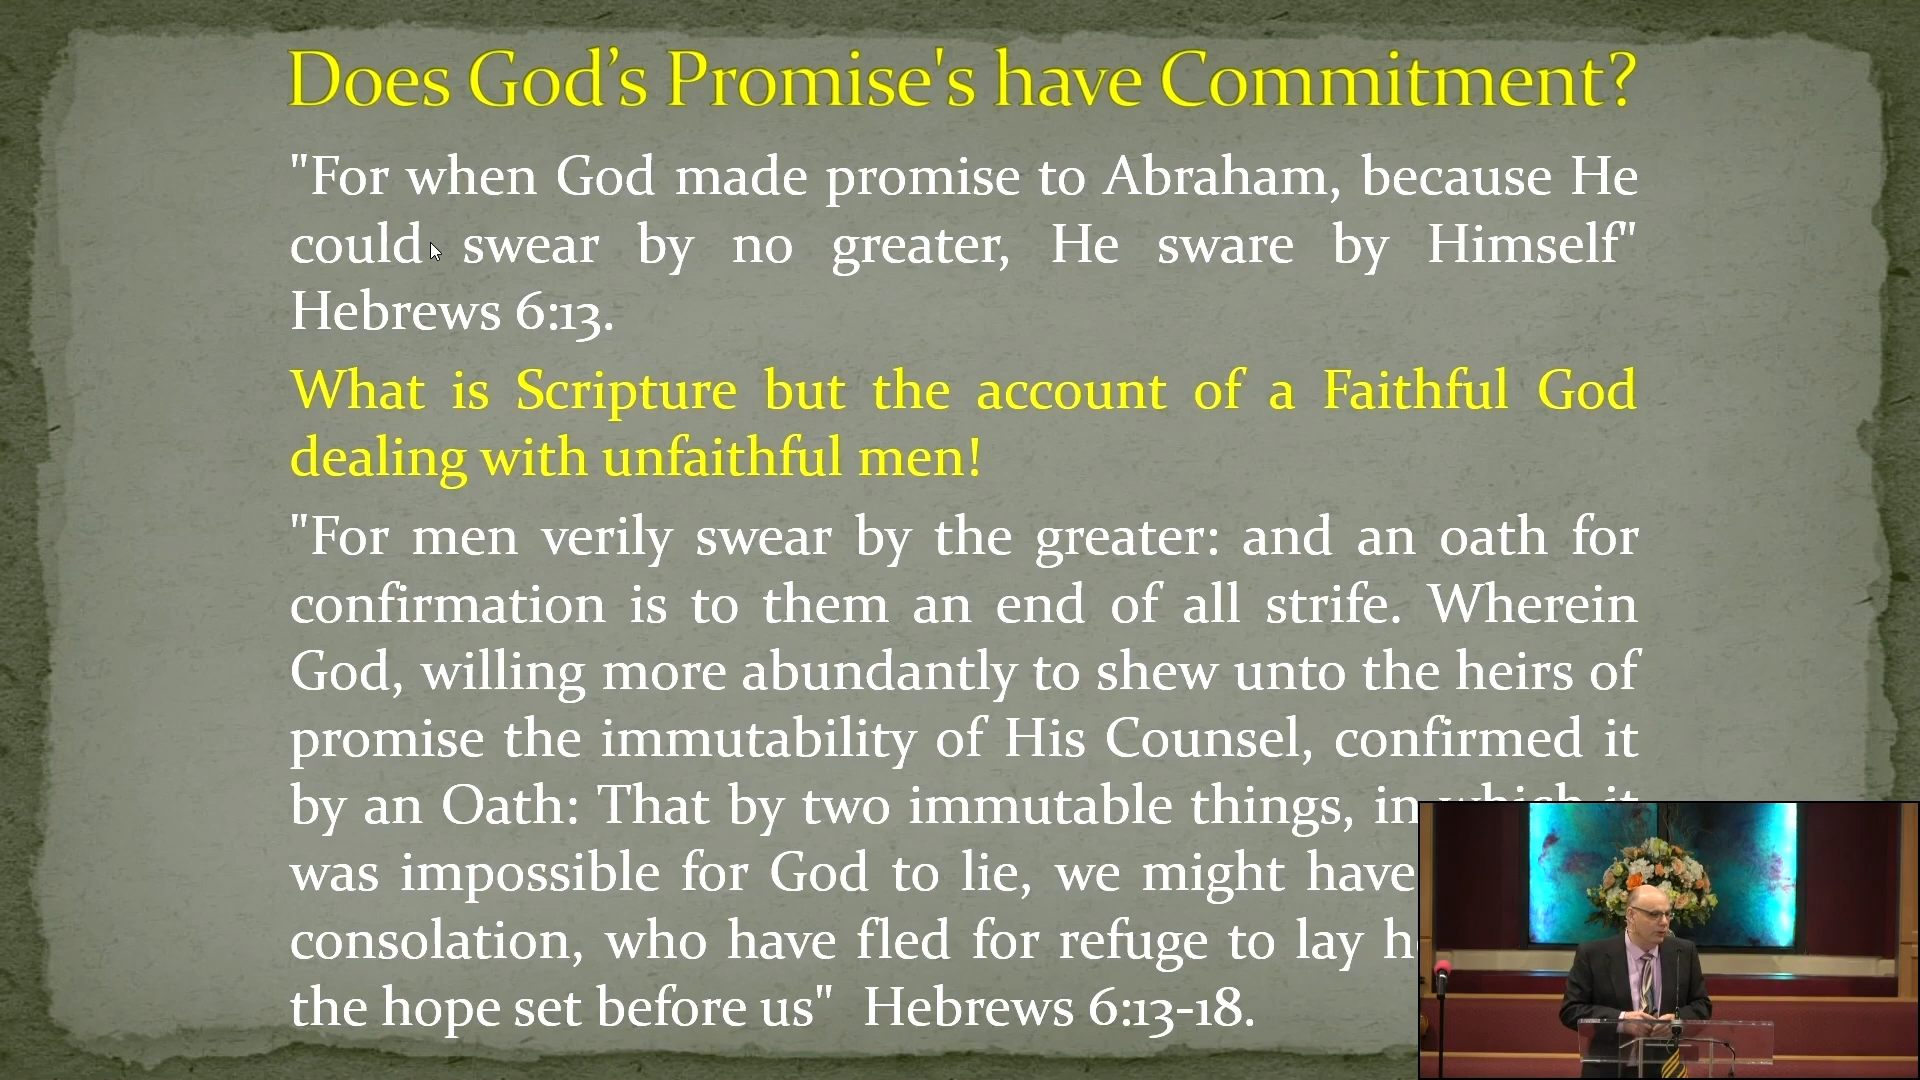 Does God’s Promise's have Commitment?
"For when God made promise to Abraham, because He
could swear by no greater, He sware by Himself"
Hebrews 6:13.
What is Scripture but the account of a Faithful God
dealing with unfaithful men!
"For men verily swear by the greater: and an oath for
confirmation is to them an end of all strife. Wherein
God, willing more abundantly to shew unto the heirs of
promise the immutability of His Counsel, confirmed it
by an Oath: That by two immutable things, in which it
was impossible for God to lie, we might have
consolation, who have fled for refuge to lay
the hope set before us" Hebrews 6:13-18.